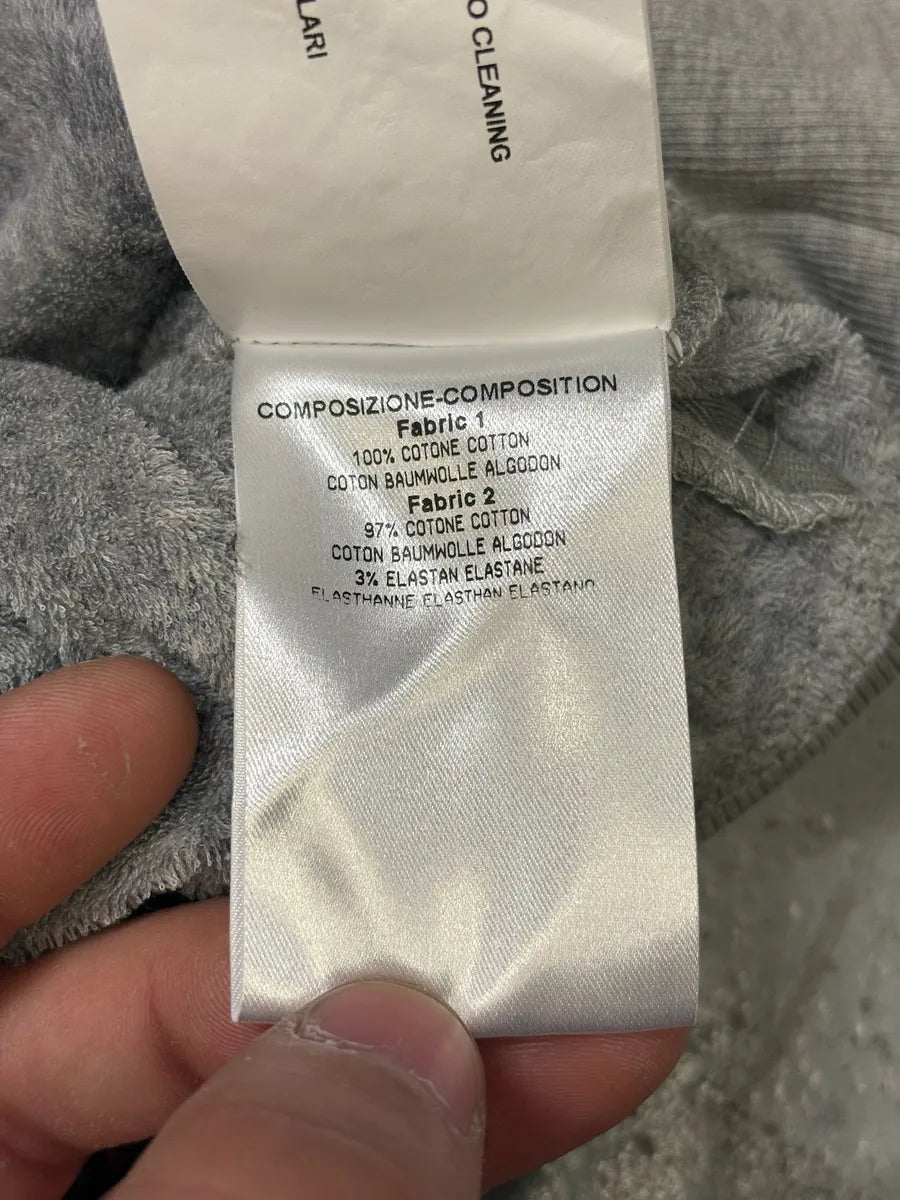 LARI
O CLEANING
COMPOSIZIONE-COMPOSITION
Fabric 1
100% COTONE COTTON
COTON BAUMWOLLE ALGODON
Fabric 2
97% COTONE COTTON
COTON BAUMWOLLE ALGODON
3% ELASTAN ELASTANE
ELASTHANNE ELASTHAN ELASTANO